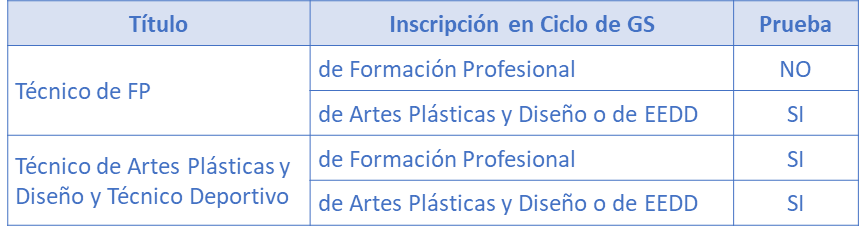 Título Inscripción en Ciclo de GS Prueba
Técnico de FP
de Formación Profesional NO
de Artes Plásticas y Diseño o de EEDD SI
Técnico de Artes Plásticas y
Diseño y Técnico Deportivo
de Formación Profesional SI
de Artes Plásticas y Diseño o de EEDD SI